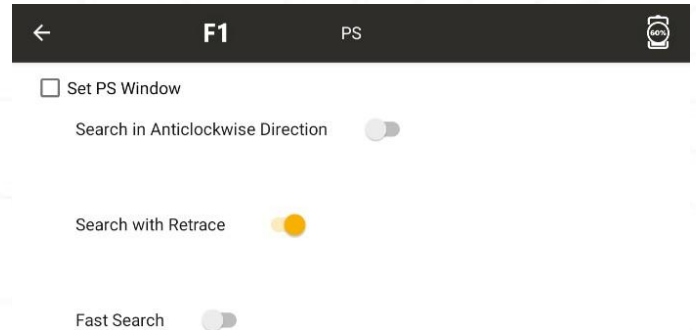 F1 PS 60%
Set PS Window
Search in Anticlockwise Direction
Search with Retrace
Fast Search